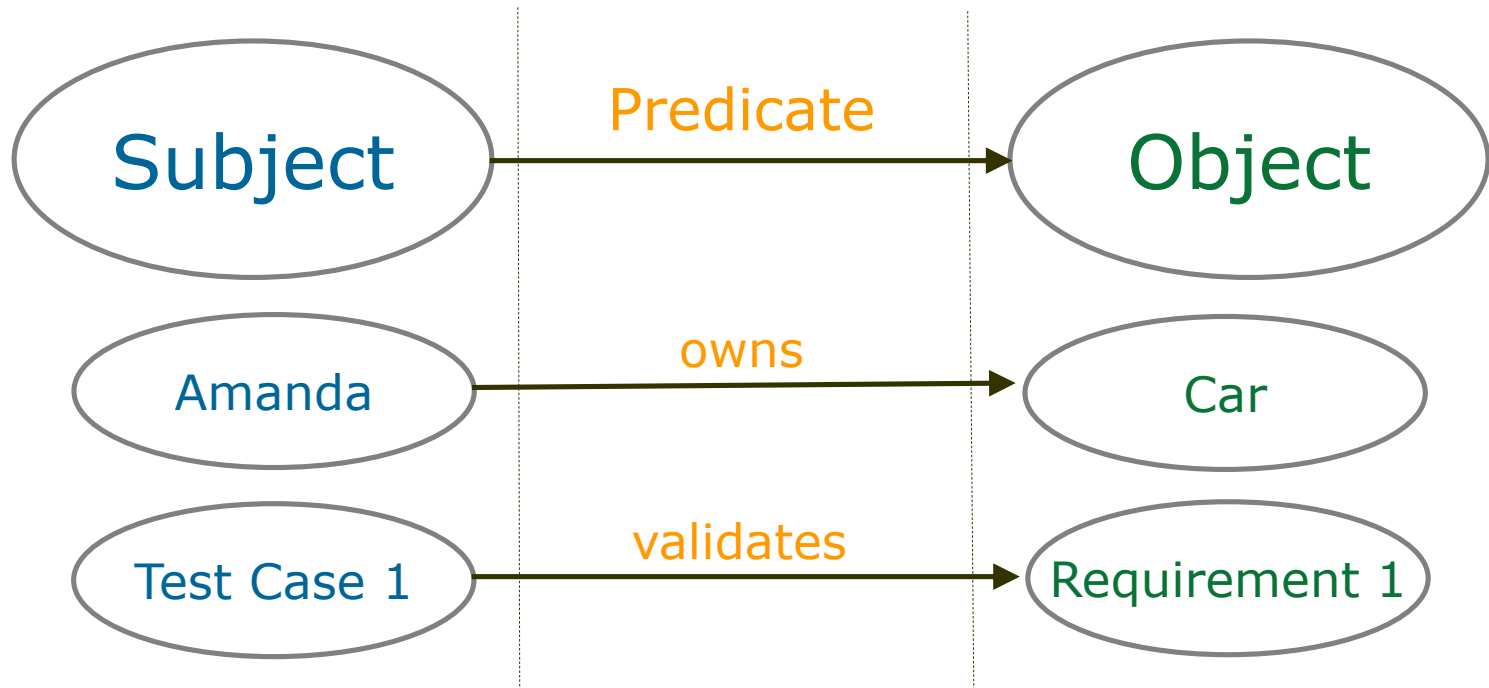 Subject
Predicate
Object
Amanda
owns
Car
Test Case 1
validates
Requirement 1